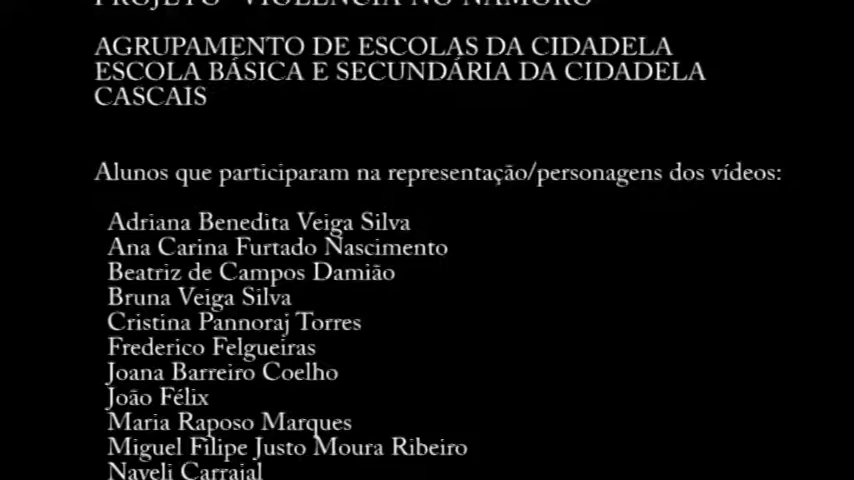 PROJETO "VIOLÊNCIA NO NAMORO"
AGRUPAMENTO DE ESCOLAS DA CIDADELA
ESCOLA BÁSICA E SECUNDÁRIA DA CIDADELA
CASCAIS
Alunos que participaram na representação/personagens dos vídeos:
Adriana Benedita Veiga Silva
Ana Carina Furtado Nascimento
Beatriz de Campos Damião
Bruna Veiga Silva
Cristina Pannoraj Torres
Frederico Felgueiras
Joana Barreiro Coelho
João Félix
Maria Raposo Marques
Miguel Filipe Justo Moura Ribeiro
Naveli Carrajal